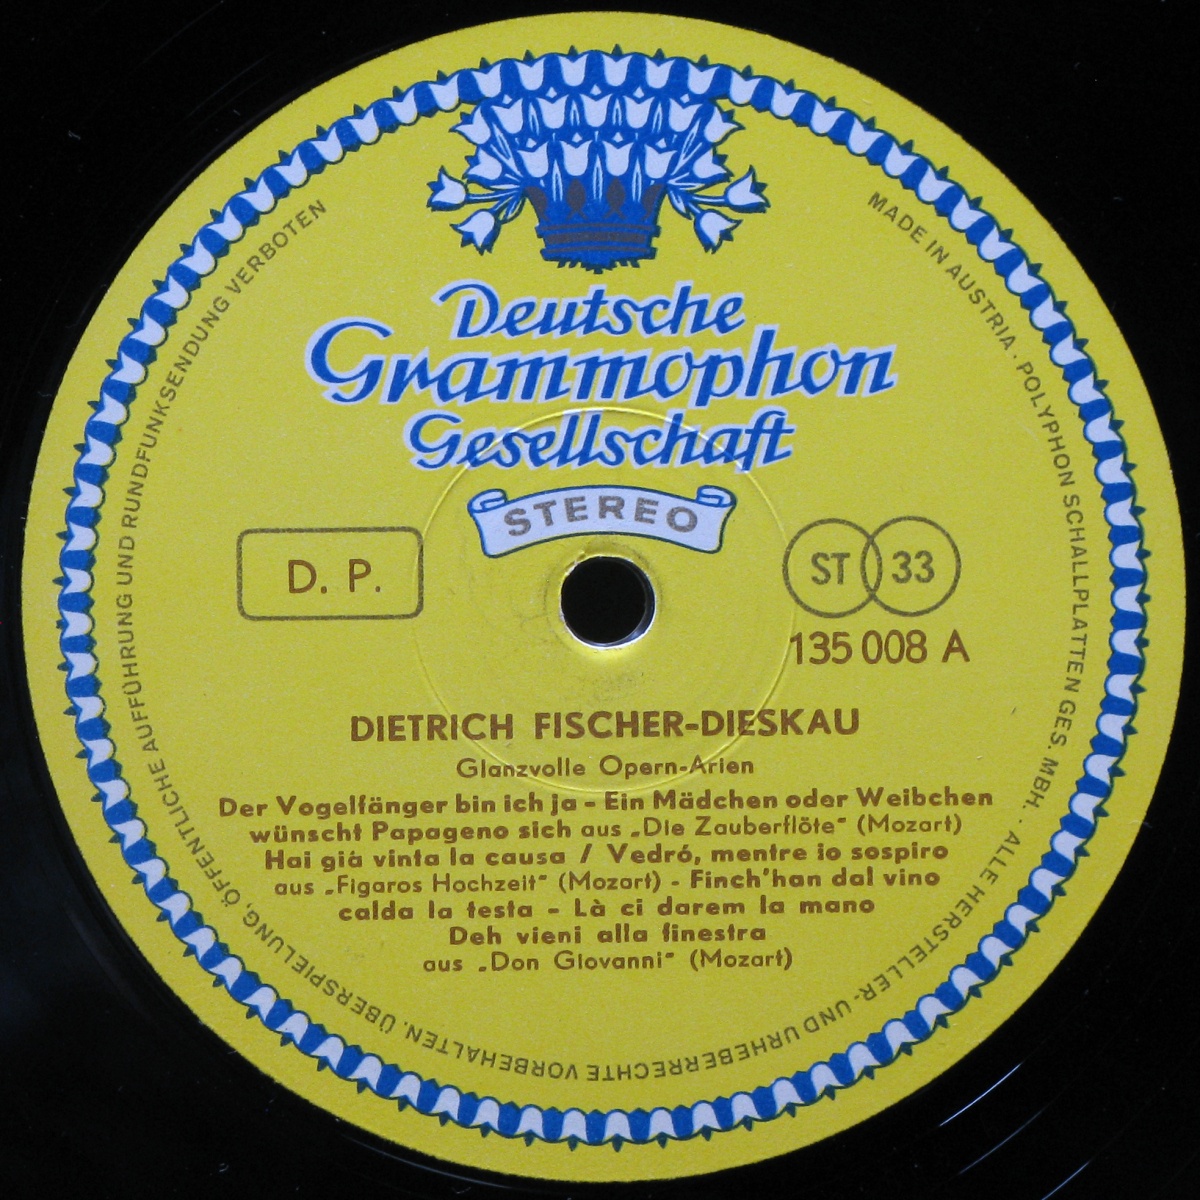 Deutsche
Grammophon
Gesellschaft
STEREO
D. P.
ST 33
135 008 A
DIETRICH FISCHER-DIESKAU
Glanzvolle Opern-Arien
Der Vogelfänger bin ich ja - Ein Mädchen oder Weibchen
wünscht Papageno sich aus „Die Zauberflöte" (Mozart)
Hai già vinta la causa / Vedró, mentre io sospiro
aus „Figaros Hochzeit" (Mozart) - Finch'han dal vino
calda la testa - Là ci darem la mano
Deh vieni alla finestra
aus „Don Giovanni" (Mozart)
MADE IN AUSTRIA · POLYPHON SCHALLPLATTEN GES. MBH. · ALLE HERSTELLER- UND URHEBERRECHTE VORBEHALTEN. ÜBERSPIELUNG, ÖFFENTLICHE AUFFÜHRUNG UND RUNDFUNKSENDUNG VERBOTEN